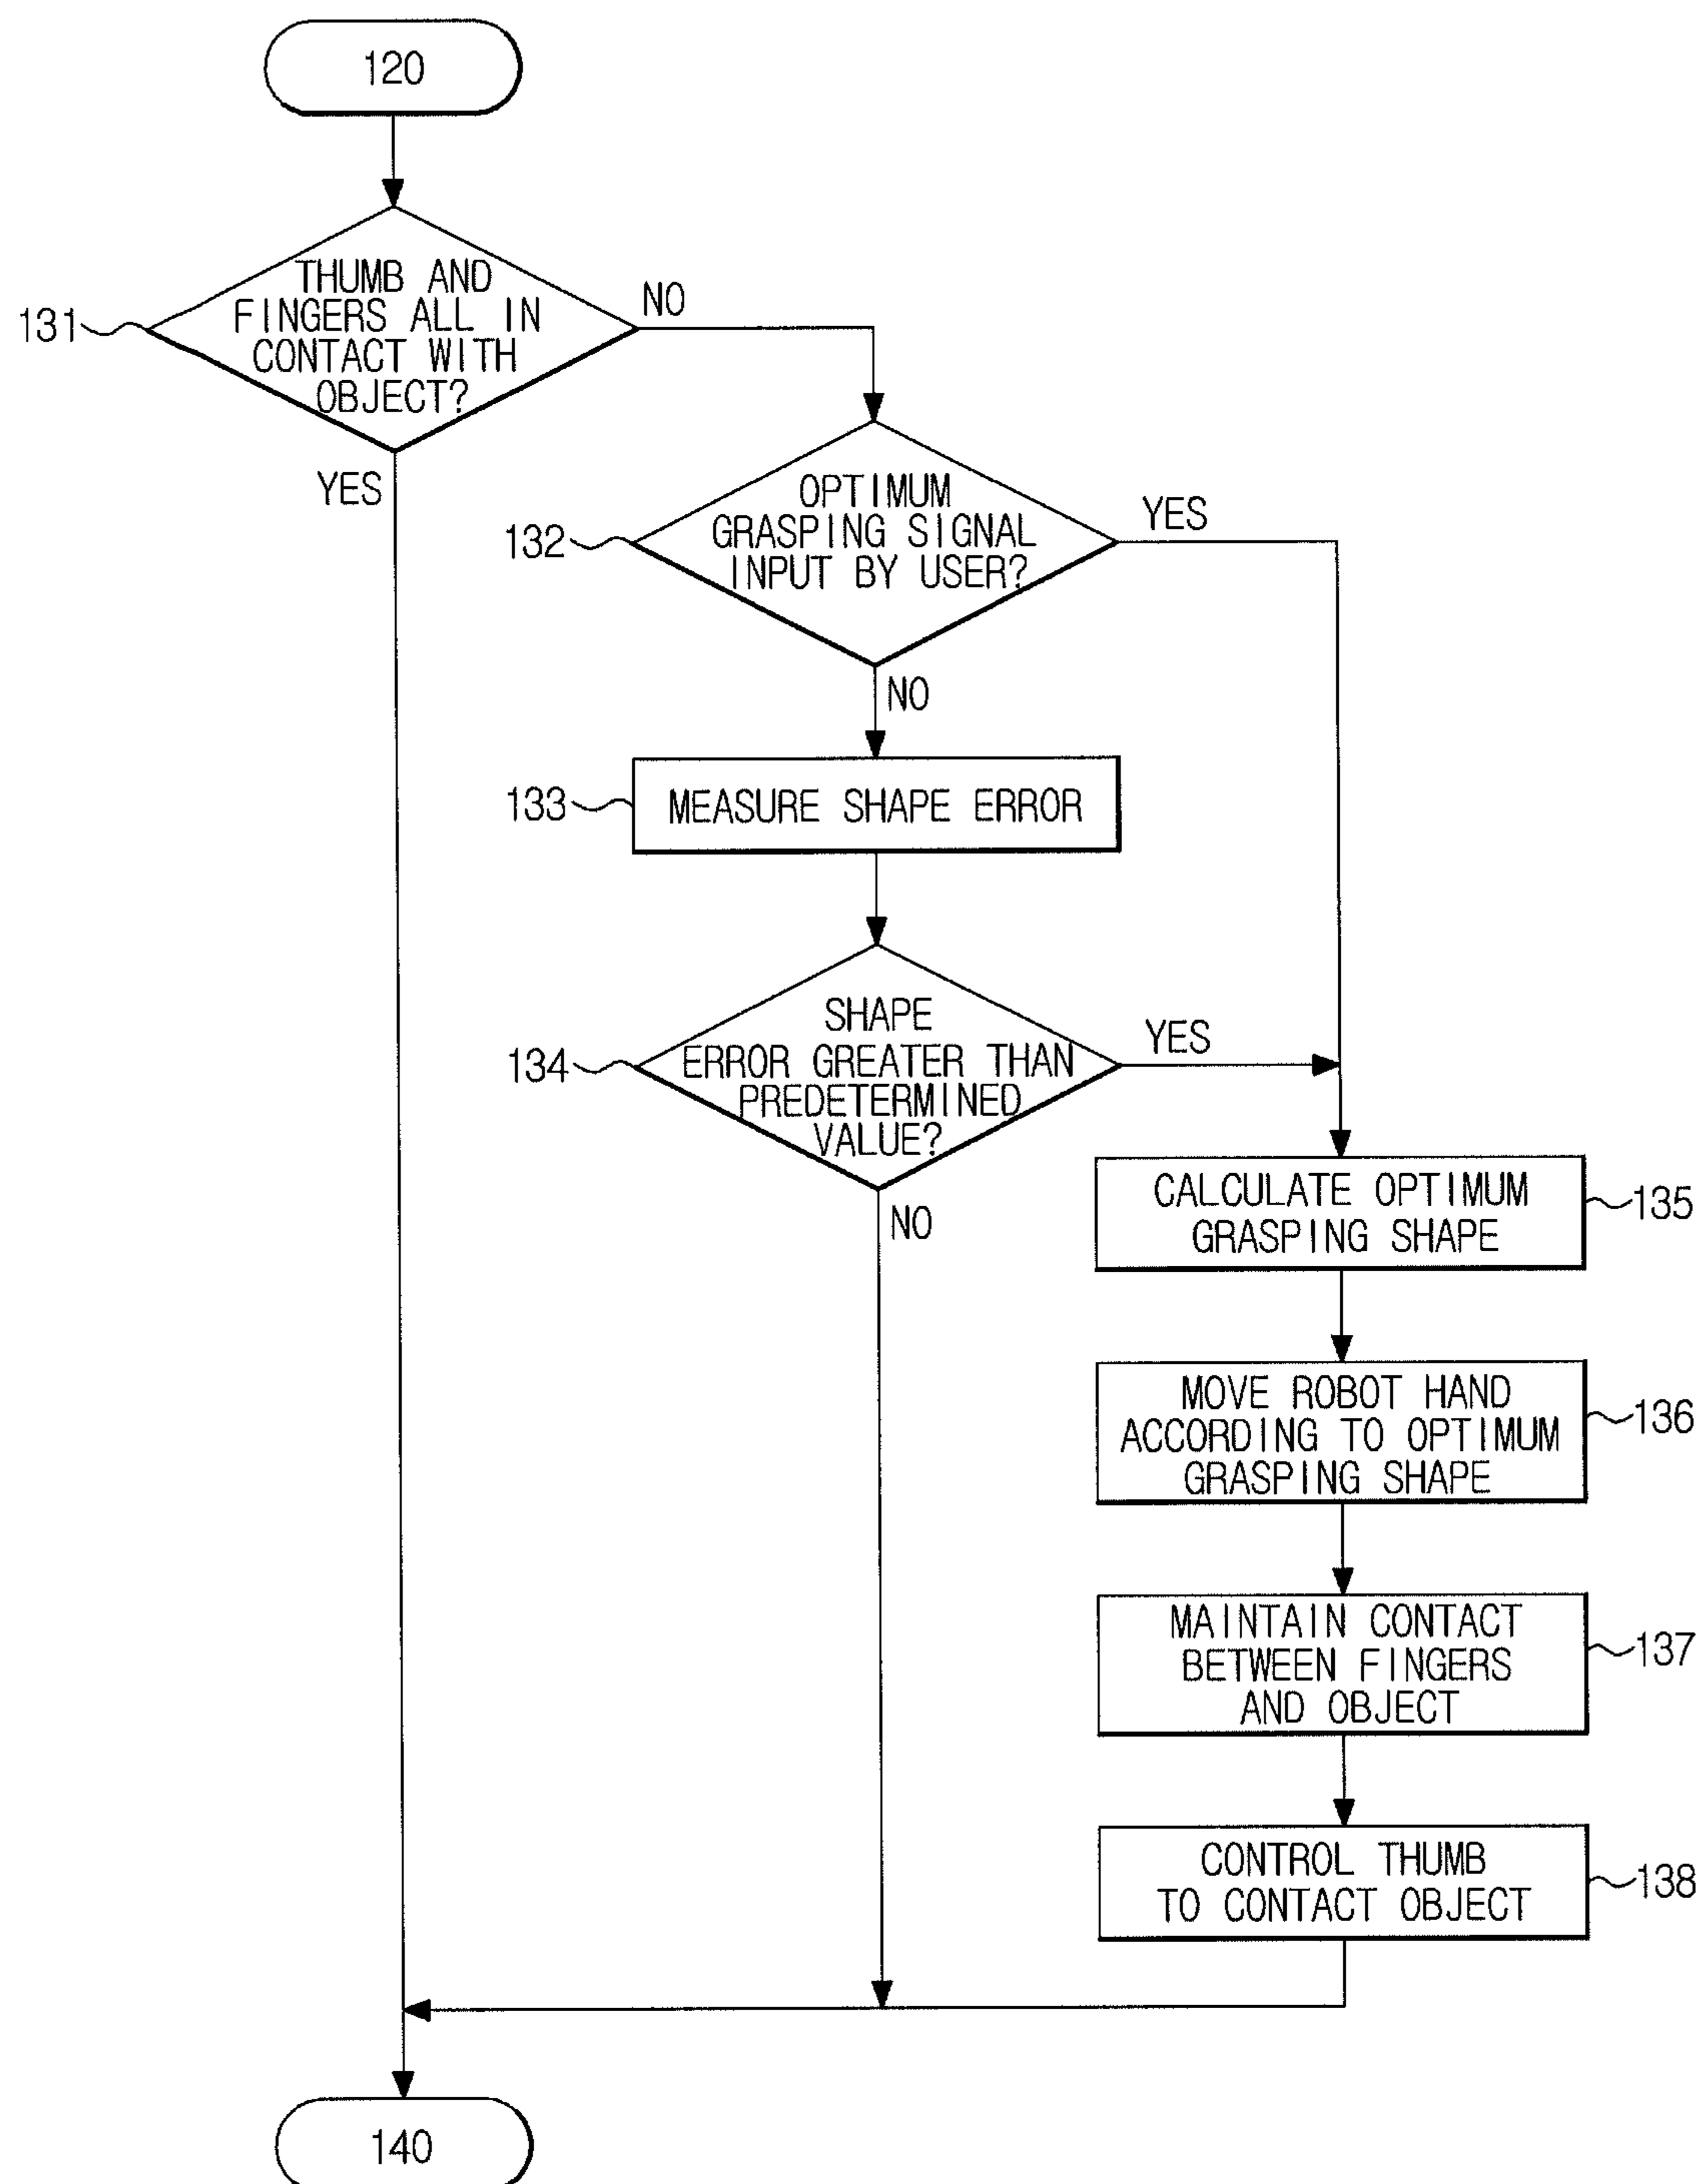 120
131
THUMB AND
FINGERS ALL IN
CONTACT WITH
OBJECT?
NO
YES
132
OPTIMUM
GRASPING SIGNAL
INPUT BY USER?
YES
NO
133
MEASURE SHAPE ERROR
134
SHAPE
ERROR GREATER THAN
PREDETERMINED
VALUE?
YES
NO
CALCULATE OPTIMUM
GRASPING SHAPE
135
MOVE ROBOT HAND
ACCORDING TO OPTIMUM
GRASPING SHAPE
136
MAINTAIN CONTACT
BETWEEN FINGERS
AND OBJECT
137
CONTROL THUMB
TO CONTACT OBJECT
138
140